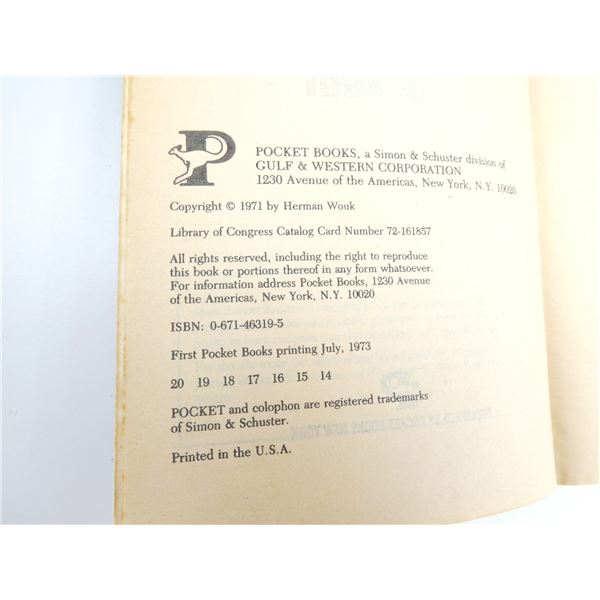 P
POCKET BOOKS, a Simon & Schuster division of
GULF & WESTERN CORPORATION
1230 Avenue of the Americas, New York, N.Y. 10020
Copyright © 1971 by Herman Wouk
Library of Congress Catalog Card Number 72-161857
All rights reserved, including the right to reproduce
this book or portions thereof in any form whatsoever.
For information address Pocket Books, 1230 Avenue
of the Americas, New York, N.Y. 10020
ISBN: 0-671-46319-5
First Pocket Books printing July, 1973
20 19 18 17 16 15 14
POCKET and colophon are registered trademarks
of Simon & Schuster.
Printed in the U.S.A.